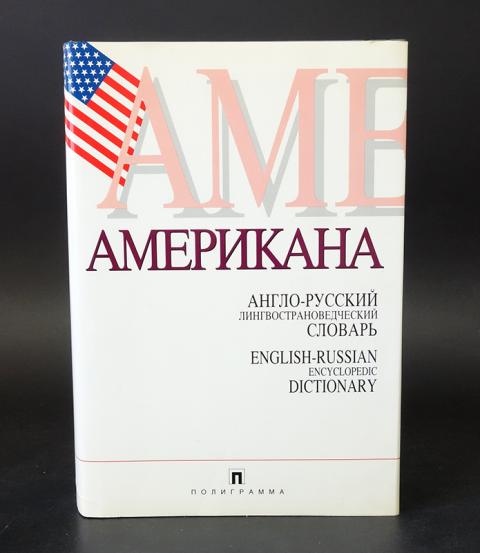 АМЕ
АМЕРИКАНА
АНГЛО-РУССКИЙ
ЛИНГВОСТРАНОВЕДЧЕСКИЙ
СЛОВАРЬ
ENGLISH-RUSSIAN
ENCYCLOPEDIC
DICTIONARY
П
ПОЛИГРАММА